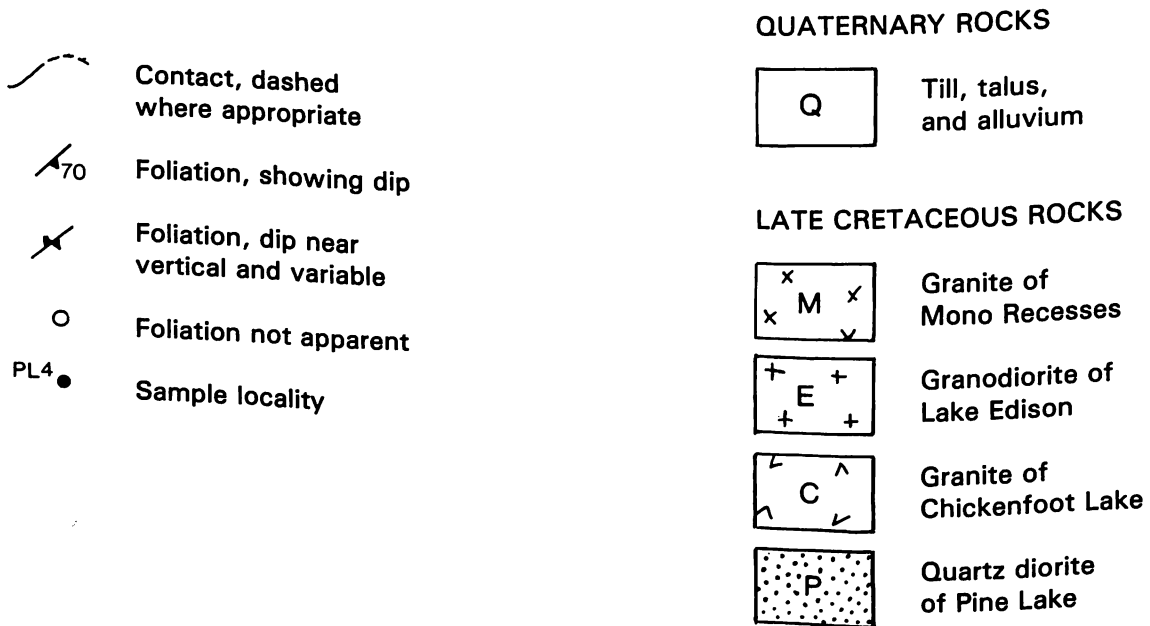 Contact, dashed
where appropriate
70
Foliation, showing dip
Foliation, dip near
vertical and variable
Foliation not apparent
PL4
Sample locality
QUATERNARY ROCKS
Q
Till, talus,
and alluvium
LATE CRETACEOUS ROCKS
M
Granite of
Mono Recesses
E
Granodiorite of
Lake Edison
C
Granite of
Chickenfoot Lake
P
Quartz diorite
of Pine Lake